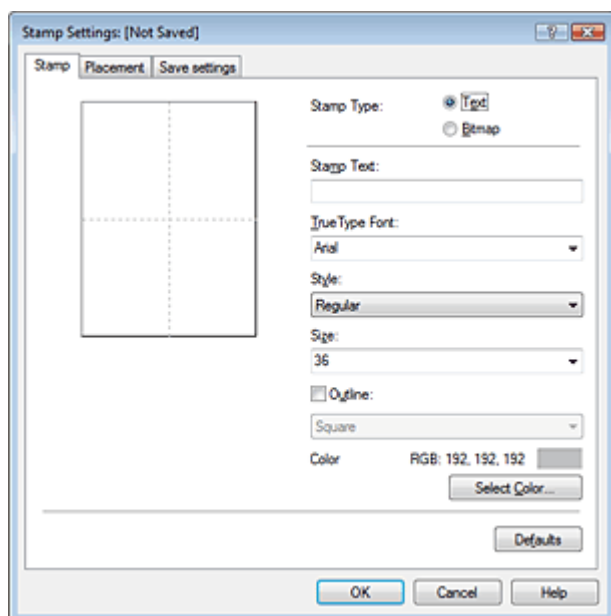 Stamp Settings: [Not Saved]
Stamp Placement Save settings
Stamp Type: Text
Bitmap
Stamp Text:
TrueType Font:
Arial
Style:
Regular
Size:
36
Outline:
Square
Color RGB: 192, 192, 192
Select Color...
Defaults
OK Cancel Help